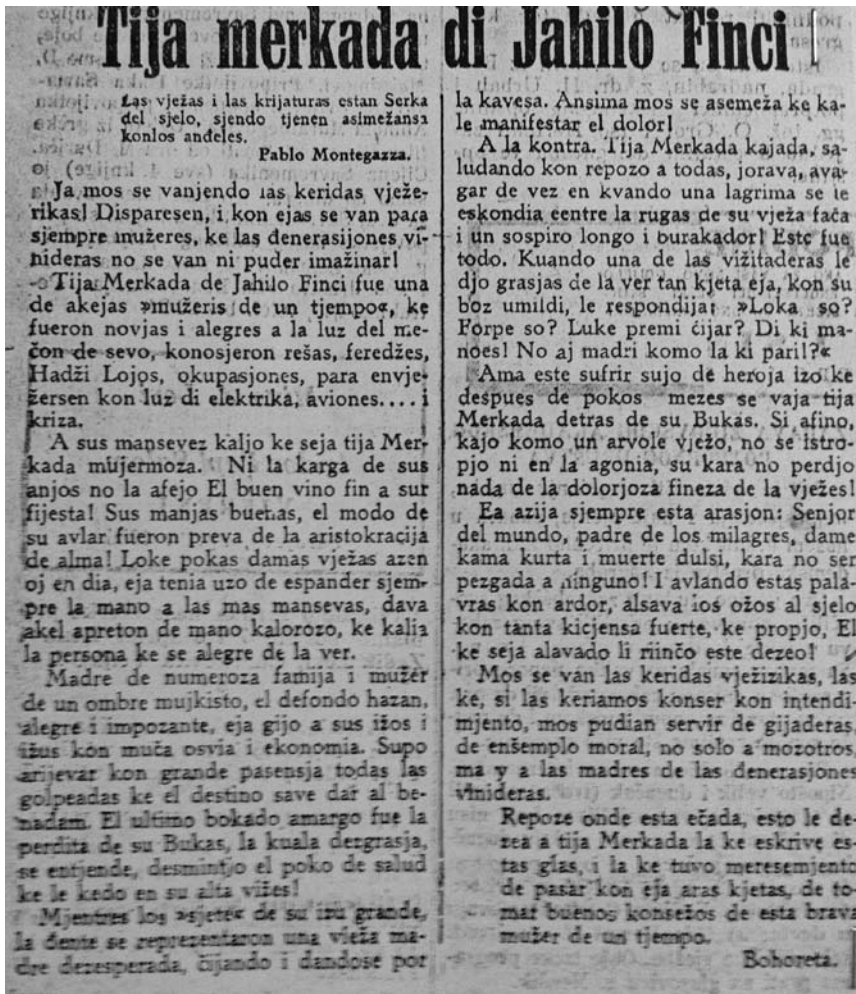 Tija merkada di Jahilo Finci
Las vježas i las krijaturas estan Serka
del sjelo, sjendo tjenen asimežansa
konlos anđeles.
Pablo Montegazza.
Ja mos se vanjendo las keridas vježe-
rikas! Disparesen, i kon ejas se van para
sjempre mužeres, ke las đenerasijones vi-
nideras no se van ni puder imažinar!
Tija Merkada de Jahilo Finci fue una
de akejas »mužeris de un tjempo«, ke
fueron novjas i alegres a la luz del me-
čon de sevo, konosjeron rešas, feredžes,
Hadži Lojos, okupasjones, para envje-
žersen kon luz di elektrika, aviones.... i
kriza.
A sus mansevez kaljo ke seja tija Mer-
kada mujermoza. Ni la karga de sus
anjos no la afejo El buen vino fin a sur
fijesta! Sus manjas buenas, el modo de
su avlar fueron preva de la aristokracija
de alma! Loke pokas damas vježas azen
oj en dia, eja tenia uzo de espander sjem-
pre la mano a las mas mansevas, dava
akel apreton de mano kalorozo, ke kalia
la persona ke se alegre de la ver.
Madre de numeroza famija i mužer
de un ombre mujkisto, el defondo hazan,
alegre i impozante, eja gijo a sus ižos i
ižus kon muča osvia i ekonomia. Supo
arijevar kon grande pasensja todas las
golpeadas ke el destino save dar al be-
nadam. El ultimo bokado amargo fue la
perdita de su Bukas, la kuala dezgrasja,
se entjende, desmintjo el poko de salud
ke le kedo en su alta vižes!
Mjentres los »sjete« de su izu grande,
la đente se reprezentaron una vježa ma-
dre dezesperada, čijando i dandose por
la kavesa. Ansima mos se asemeža ke ka-
le manifestar el dolor!
A la kontra. Tija Merkada kajada, sa-
ludando kon repozo a todas, jorava, ava-
gar de vez en kvando una lagrima se le
eskondia eentre la rugas de su vježa fača
i un sospiro longo i burakador! Este fue
todo. Kuando una de las vižitaderas le
djo grasjas de la ver tan kjeta eja, kon su
boz umildi, le respondija: »Loka so?
Forpe so? Luke premi čijar? Di ki ma-
noes! No aj madri komo la ki paril?«
Ama este sufrir sujo de heroja izo ke
despues de pokos mezes se vaja tija
Merkada detras de su Bukas. Si, afino,
kajo komo un arvole vježo, no se istro-
pjo ni en la agonia, su kara no perdjo
nada de la dolorjoza fineza de la vježes!
Ea azija sjempre esta arasjon: Senjor
del mundo, padre de los milagres, dame
kama kurta i muerte dulsi, kara no ser
pezgada a ninguno! I avlando estas palá-
vras kon ardor, alsava los ožos al sjelo
kon tanta kicjensa fuerte, ke propjo, El
ke seja alavado li riinčo este dezeo!
Mos se van las keridas vježizikas, las
ke, si las keriamos konser kon intendi-
mjento, mos pudian servir de gijaderas,
de enšemplo moral, no solo a mozotros,
ma y a las madres de las đenerasjones
vinideras.
Repoze onde esta ečada, esto le de-
zea a tija Merkada la ke eskrive es-
tas glas, i la ke tuvo meresemjento
de pasar kon eja aras kjetas, de to-
mar buenos konsežos de esta brava
mužer de un tjempo.
Bohoreta.